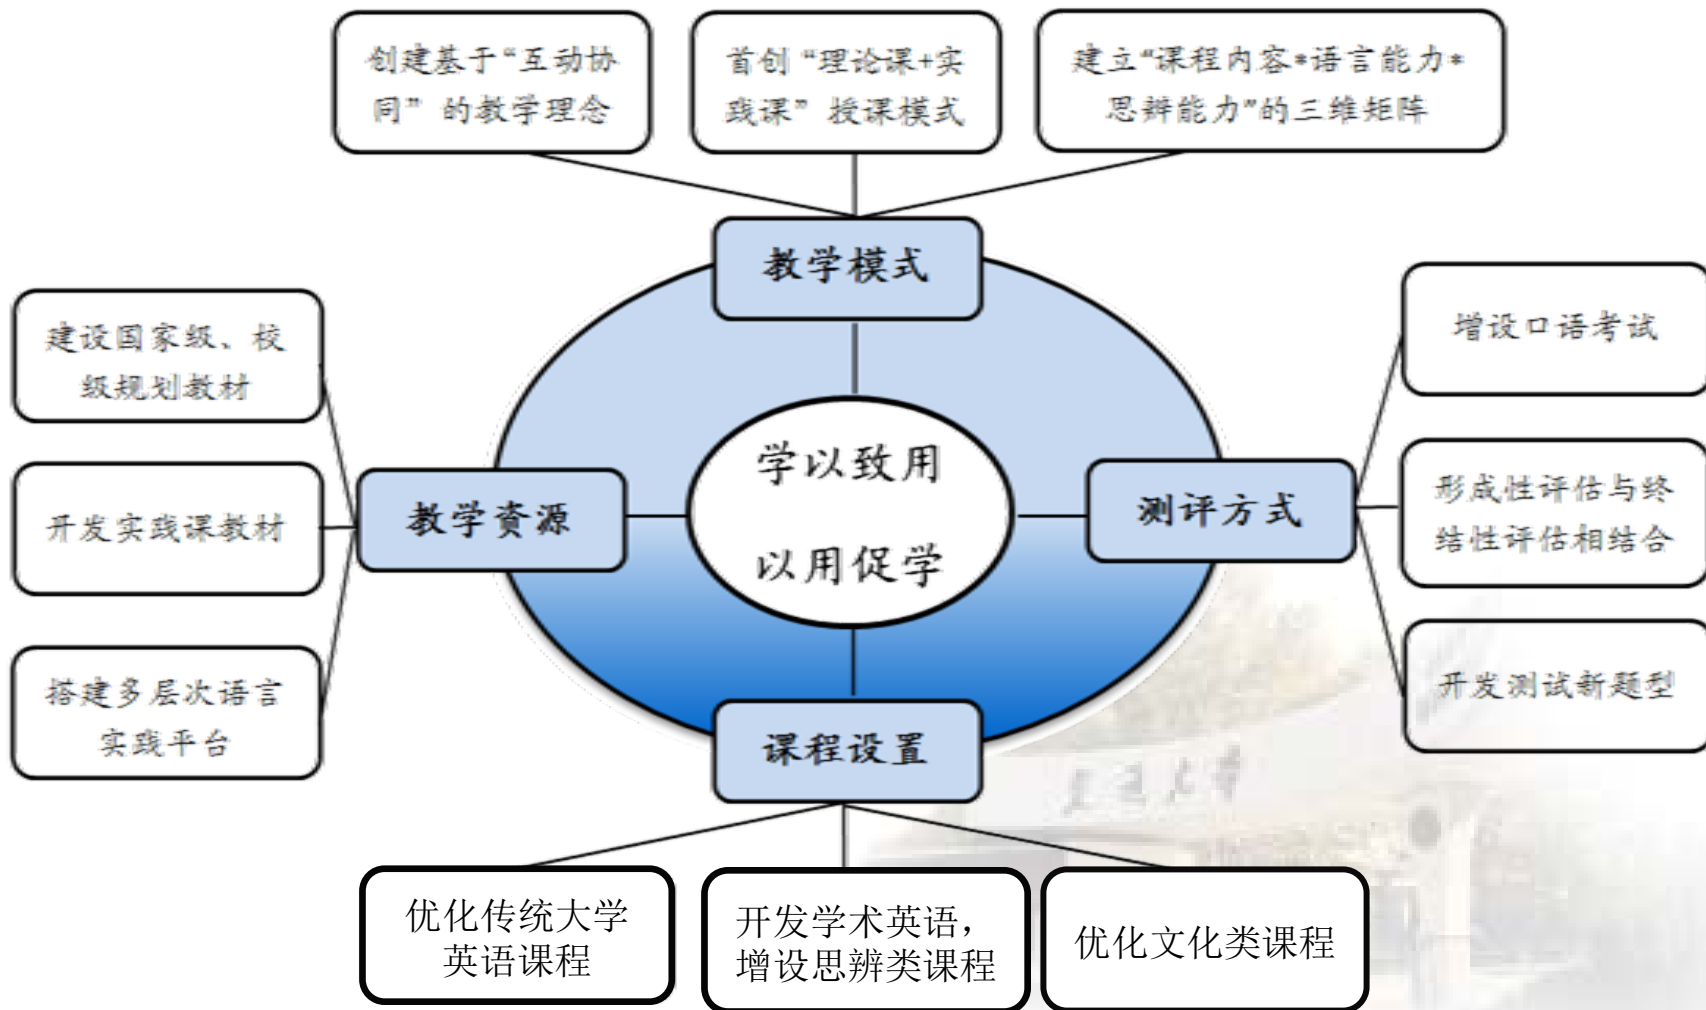 创建基于“互动协
同”的教学理念
首创“理论课+实
践课”授课模式
建立“课程内容*语言能力*
思辨能力”的三维矩阵
教学模式
建设国家级、校
级规划教材
开发实践课教材
搭建多层次语言
实践平台
教学資源
学以致用
以用促学
测评方式
增设口语考试
形成性评估与终
结性评估相结合
开发测试新题型
课程设置
优化传统大学
英语课程
开发学术英语，
增设思辨类课程
优化文化类课程